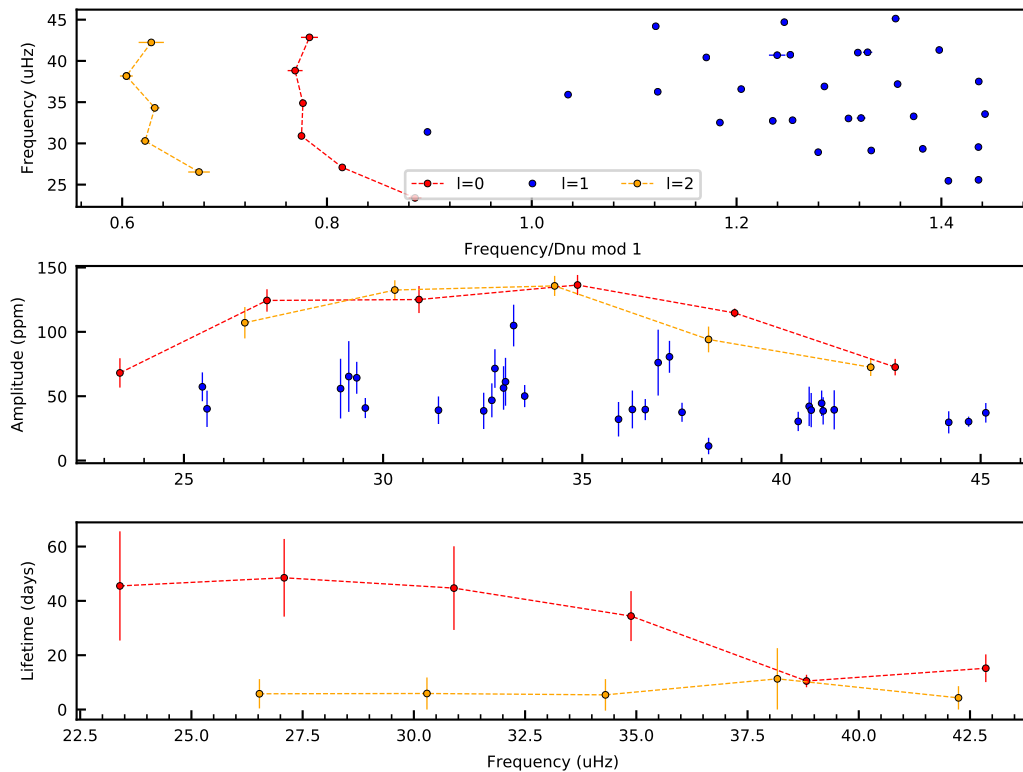 45
40
35
30
25
Frequency (uHz)
l=0 l=1 l=2
0.6 0.8 1.0 1.2 1.4
Frequency/Dnu mod 1
150
100
50
0
Amplitude (ppm)
25 30 35 40 45
60
40
20
0
Lifetime (days)
22.5 25.0 27.5 30.0 32.5 35.0 37.5 40.0 42.5
Frequency (uHz)